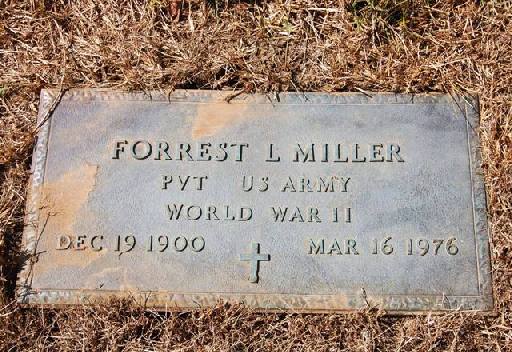 FORREST L MILLER
PVT US ARMY
WORLD WAR II
DEC 19 1900 MAR 16 1976